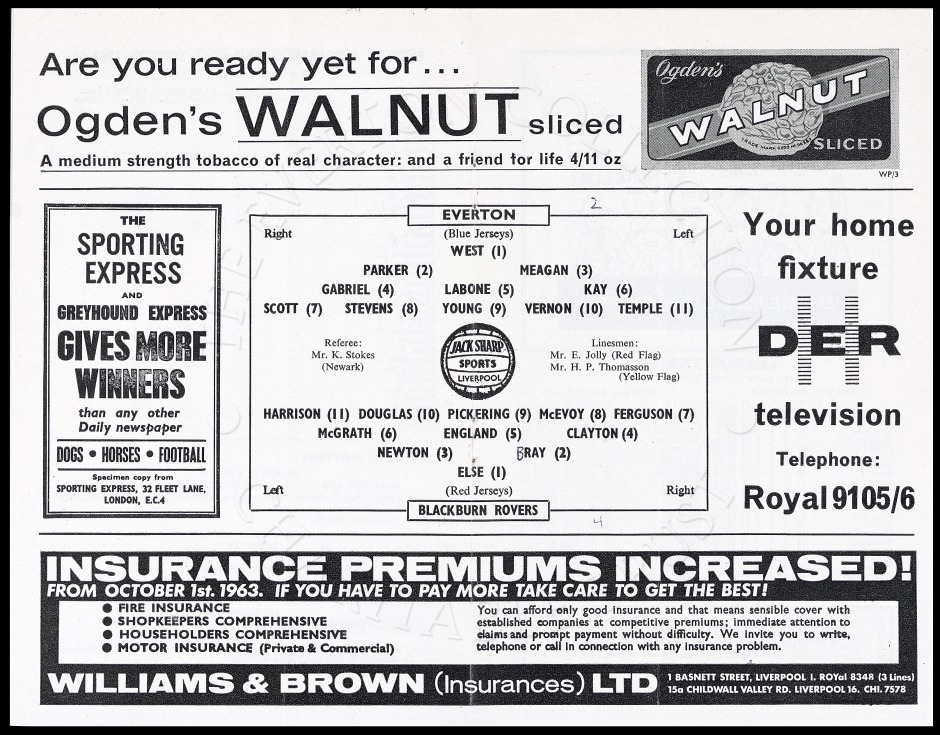 Are you ready yet for...
Ogden's WALNUT sliced
A medium strength tobacco of real character: and a friend for life 4/11 oz
Ogden's
WALNUT
SLICED
WP/3
THE
SPORTING
EXPRESS
AND
GREYHOUND EXPRESS
GIVES MORE
WINNERS
than any other
Daily newspaper
DOGS • HORSES • FOOTBALL
Specimen copy from
SPORTING EXPRESS, 32 FLEET LANE,
LONDON, E.C.4
2
EVERTON
Right (Blue Jerseys) Left
WEST (1)
PARKER (2) MEAGAN (3)
GABRIEL (4) LABONE (5) KAY (6)
SCOTT (7) STEVENS (8) YOUNG (9) VERNON (10) TEMPLE (11)
Referee:
Mr. K. Stokes
(Newark)
JACK SHARP
SPORTS
LIVERPOOL
Linesmen:
Mr. E. Jolly (Red Flag)
Mr. H. P. Thomasson
(Yellow Flag)
HARRISON (11) DOUGLAS (10) PICKERING (9) McEVOY (8) FERGUSON (7)
McGRATH (6) ENGLAND (5) CLAYTON (4)
NEWTON (3) BRAY (2)
ELSE (1)
Left (Red Jerseys) Right
BLACKBURN ROVERS
4
Your home
fixture
DER
television
Telephone:
Royal 9105/6
INSURANCE PREMIUMS INCREASED!
FROM OCTOBER 1st. 1963. IF YOU HAVE TO PAY MORE TAKE CARE TO GET THE BEST!
● FIRE INSURANCE
● SHOPKEEPERS COMPREHENSIVE
● HOUSEHOLDERS COMPREHENSIVE
● MOTOR INSURANCE (Private & Commercial)
You can afford only good insurance and that means sensible cover with
established companies at competitive premiums; immediate attention to
claims and prompt payment without difficulty. We invite you to write,
telephone or call in connection with any insurance problem.
WILLIAMS & BROWN (Insurances) LTD
1 BASNETT STREET, LIVERPOOL 1. ROYal 8348 (3 Lines)
15a CHILDWALL VALLEY RD. LIVERPOOL 16. CHI. 7578